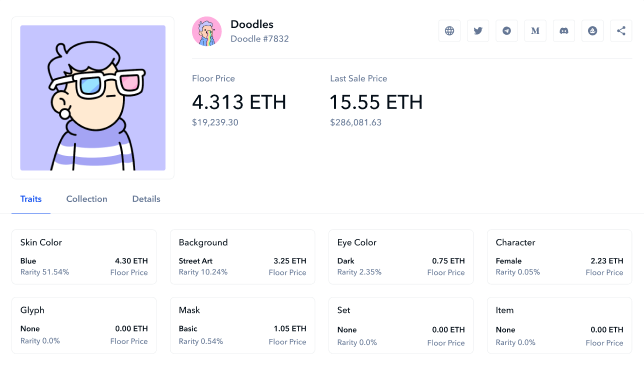 Doodles
Doodle #7832
M
Floor Price
Last Sale Price
4.313 ETH
15.55 ETH
$19,239.30
$286,081.63
Traits
Collection
Details
Skin Color
Blue
4.30 ETH
Rarity 51.54%
Floor Price
Background
Street Art
3.25 ETH
Rarity 10.24%
Floor Price
Eye Color
Dark
0.75 ETH
Rarity 2.35%
Floor Price
Character
Female
2.23 ETH
Rarity 0.05%
Floor Price
Glyph
None
0.00 ETH
Rarity 0.0%
Floor Price
Mask
Basic
1.05 ETH
Rarity 0.54%
Floor Price
Set
None
0.00 ETH
Rarity 0.0%
Floor Price
Item
None
0.00 ETH
Rarity 0.0%
Floor Price